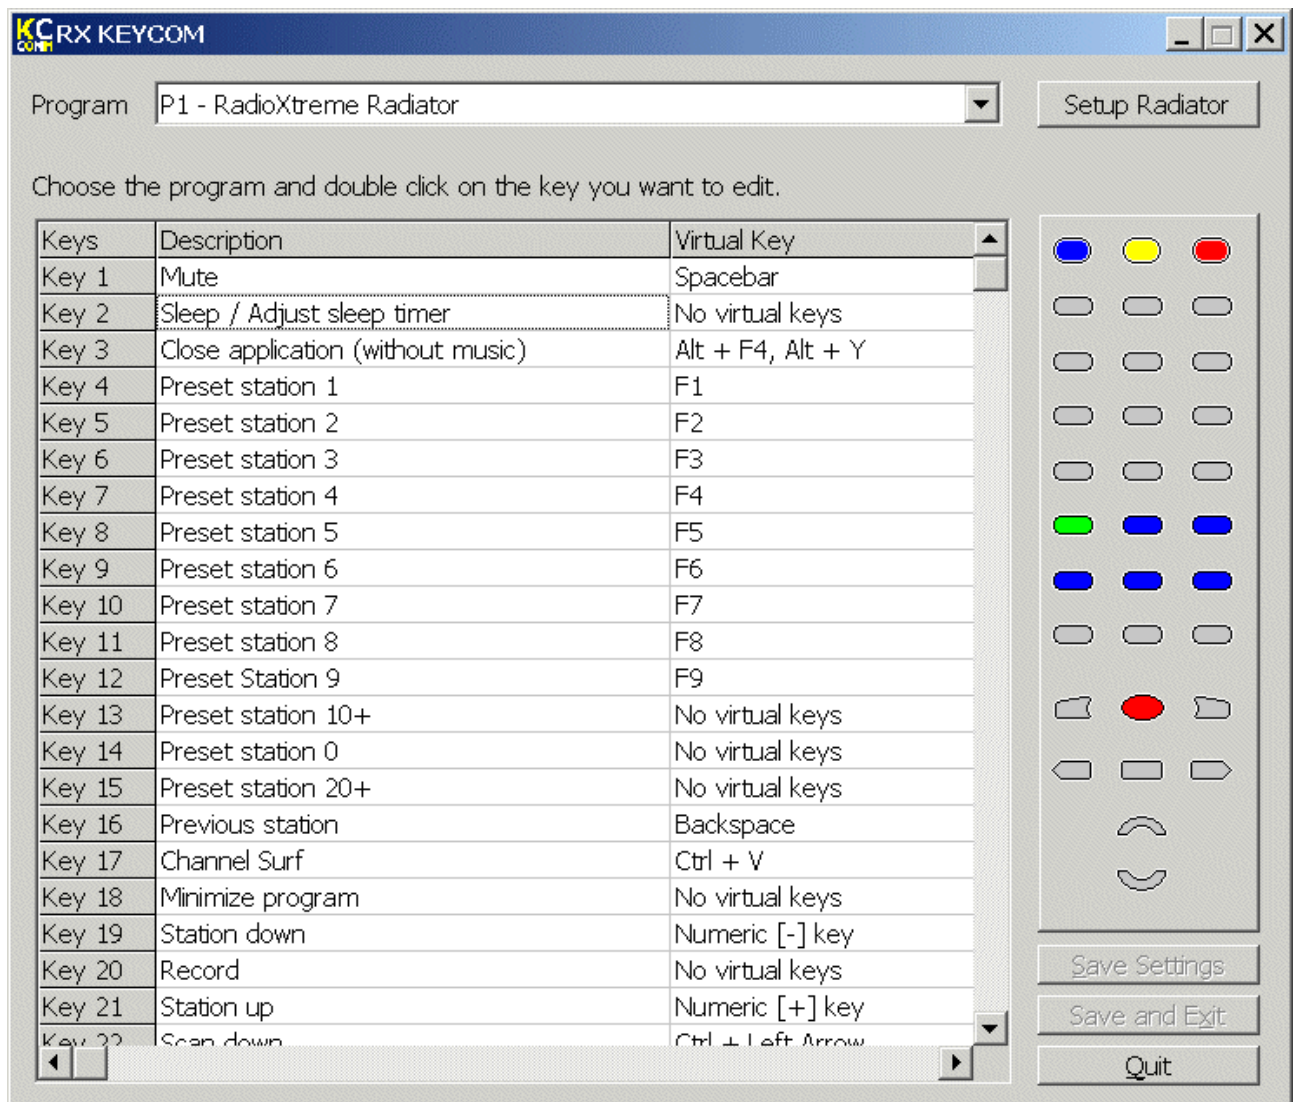 KC COMM RX KEYCOM
Program P1 - RadioXtreme Radiator Setup Radiator
Choose the program and double click on the key you want to edit.
Keys Description Virtual Key
Key 1 Mute Spacebar
Key 2 Sleep / Adjust sleep timer No virtual keys
Key 3 Close application (without music) Alt + F4, Alt + Y
Key 4 Preset station 1 F1
Key 5 Preset station 2 F2
Key 6 Preset station 3 F3
Key 7 Preset station 4 F4
Key 8 Preset station 5 F5
Key 9 Preset station 6 F6
Key 10 Preset station 7 F7
Key 11 Preset station 8 F8
Key 12 Preset Station 9 F9
Key 13 Preset station 10+ No virtual keys
Key 14 Preset station 0 No virtual keys
Key 15 Preset station 20+ No virtual keys
Key 16 Previous station Backspace
Key 17 Channel Surf Ctrl + V
Key 18 Minimize program No virtual keys
Key 19 Station down Numeric [-] key
Key 20 Record No virtual keys
Key 21 Station up Numeric [+] key
Key 22 Scan down Ctrl + Left Arrow
Save Settings
Save and Exit
Quit